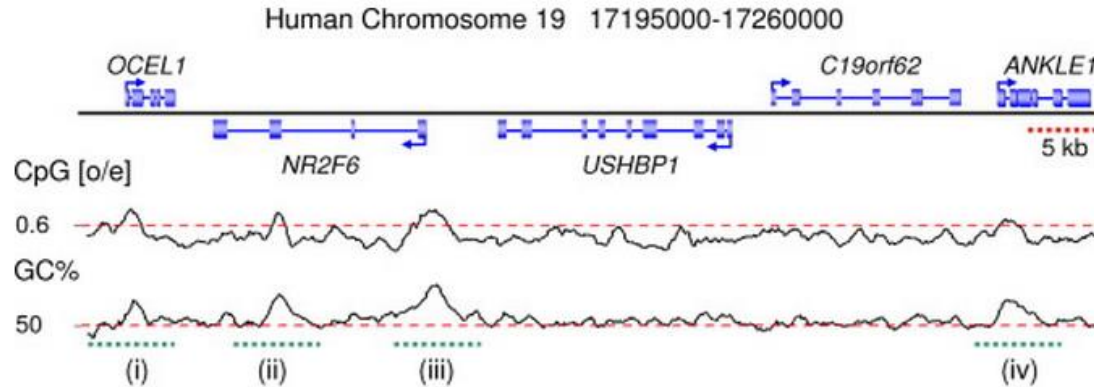 Human Chromosome 19   17195000-17260000
OCEL1 C19orf62 ANKLE1
5 kb
NR2F6 USHBP1
CpG [o/e]
0.6
GC%
50
(i) (ii) (iii) (iv)